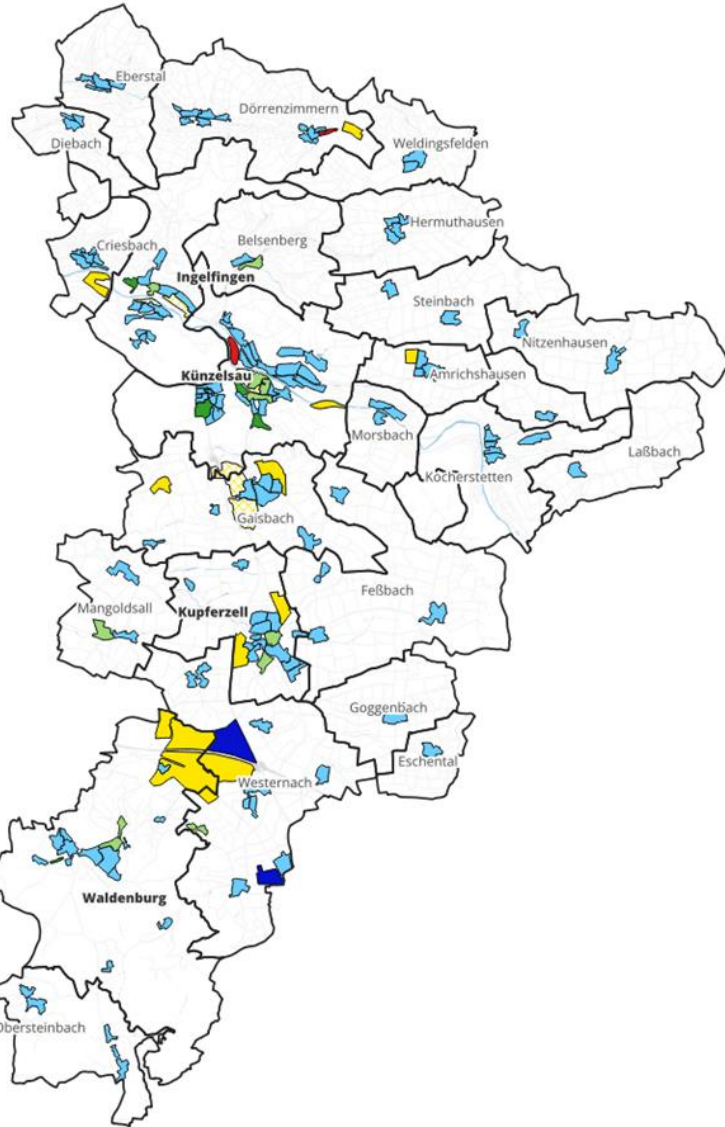 Eberstal
Dörrenzimmern
Diebach
Weldingsfelden
Hermuthausen
Belsenberg
Criesbach
Ingelfingen
Steinbach
Nitzenhausen
Künzelsau
Amrichshausen
Morsbach
Laßbach
Kocherstetten
Gaisbach
Feßbach
Mangoldsall
Kupferzell
Goggenbach
Eschental
Westernach
Waldenburg
Obersteinbach